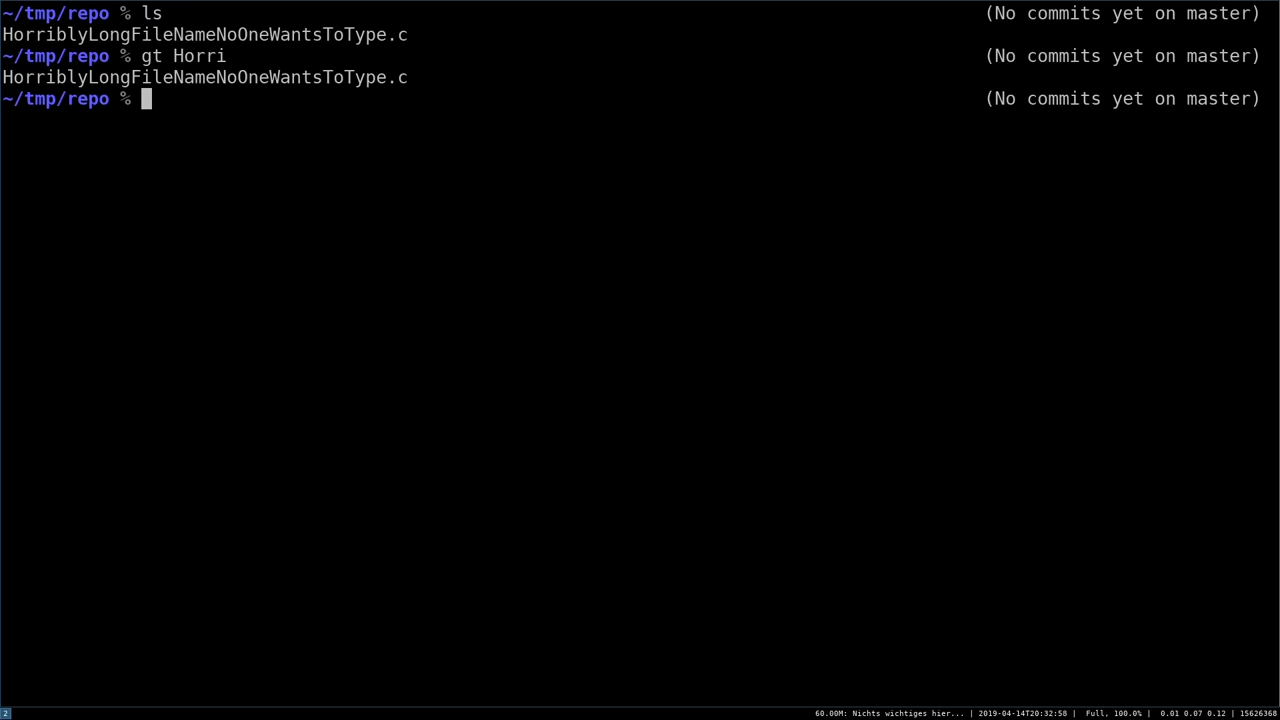 ~/tmp/repo % ls (No commits yet on master)
HorriblyLongFileNameNoOneWantsToType.c
~/tmp/repo % gt Horri (No commits yet on master)
HorriblyLongFileNameNoOneWantsToType.c
~/tmp/repo % (No commits yet on master)
2 60.00M: Nichts wichtiges hier... | 2019-04-14T20:32:58 | Full, 100.0% | 0.01 0.07 0.12 | 15626368